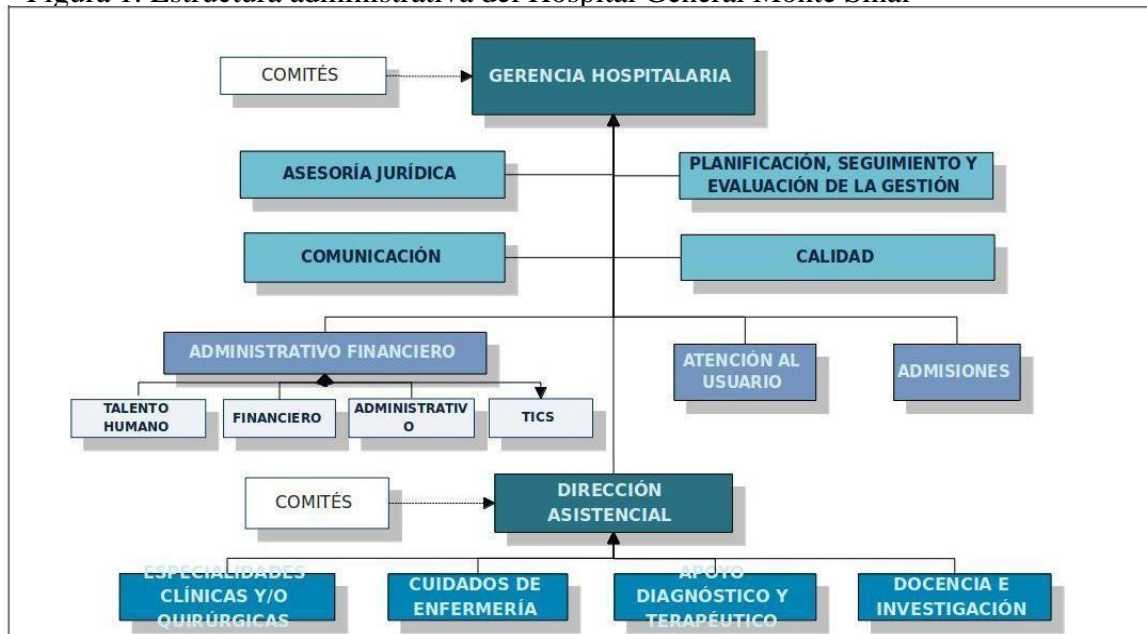 Figura 1. Estructura administrativa del Hospital General Monte Sinaí
COMITÉS
GERENCIA HOSPITALARIA
ASESORÍA JURÍDICA
PLANIFICACIÓN, SEGUIMIENTO Y
EVALUACIÓN DE LA GESTIÓN
COMUNICACIÓN
CALIDAD
ADMINISTRATIVO FINANCIERO
ATENCIÓN AL
USUARIO
ADMISIONES
TALENTO
HUMANO
FINANCIERO
ADMINISTRATIV
O
TICS
COMITÉS
DIRECCIÓN
ASISTENCIAL
ESPECIALIDADES
CLÍNICAS Y/O
QUIRÚRGICAS
CUIDADOS DE
ENFERMERÍA
APOYO
DIAGNÓSTICO Y
TERAPÉUTICO
DOCENCIA E
INVESTIGACIÓN